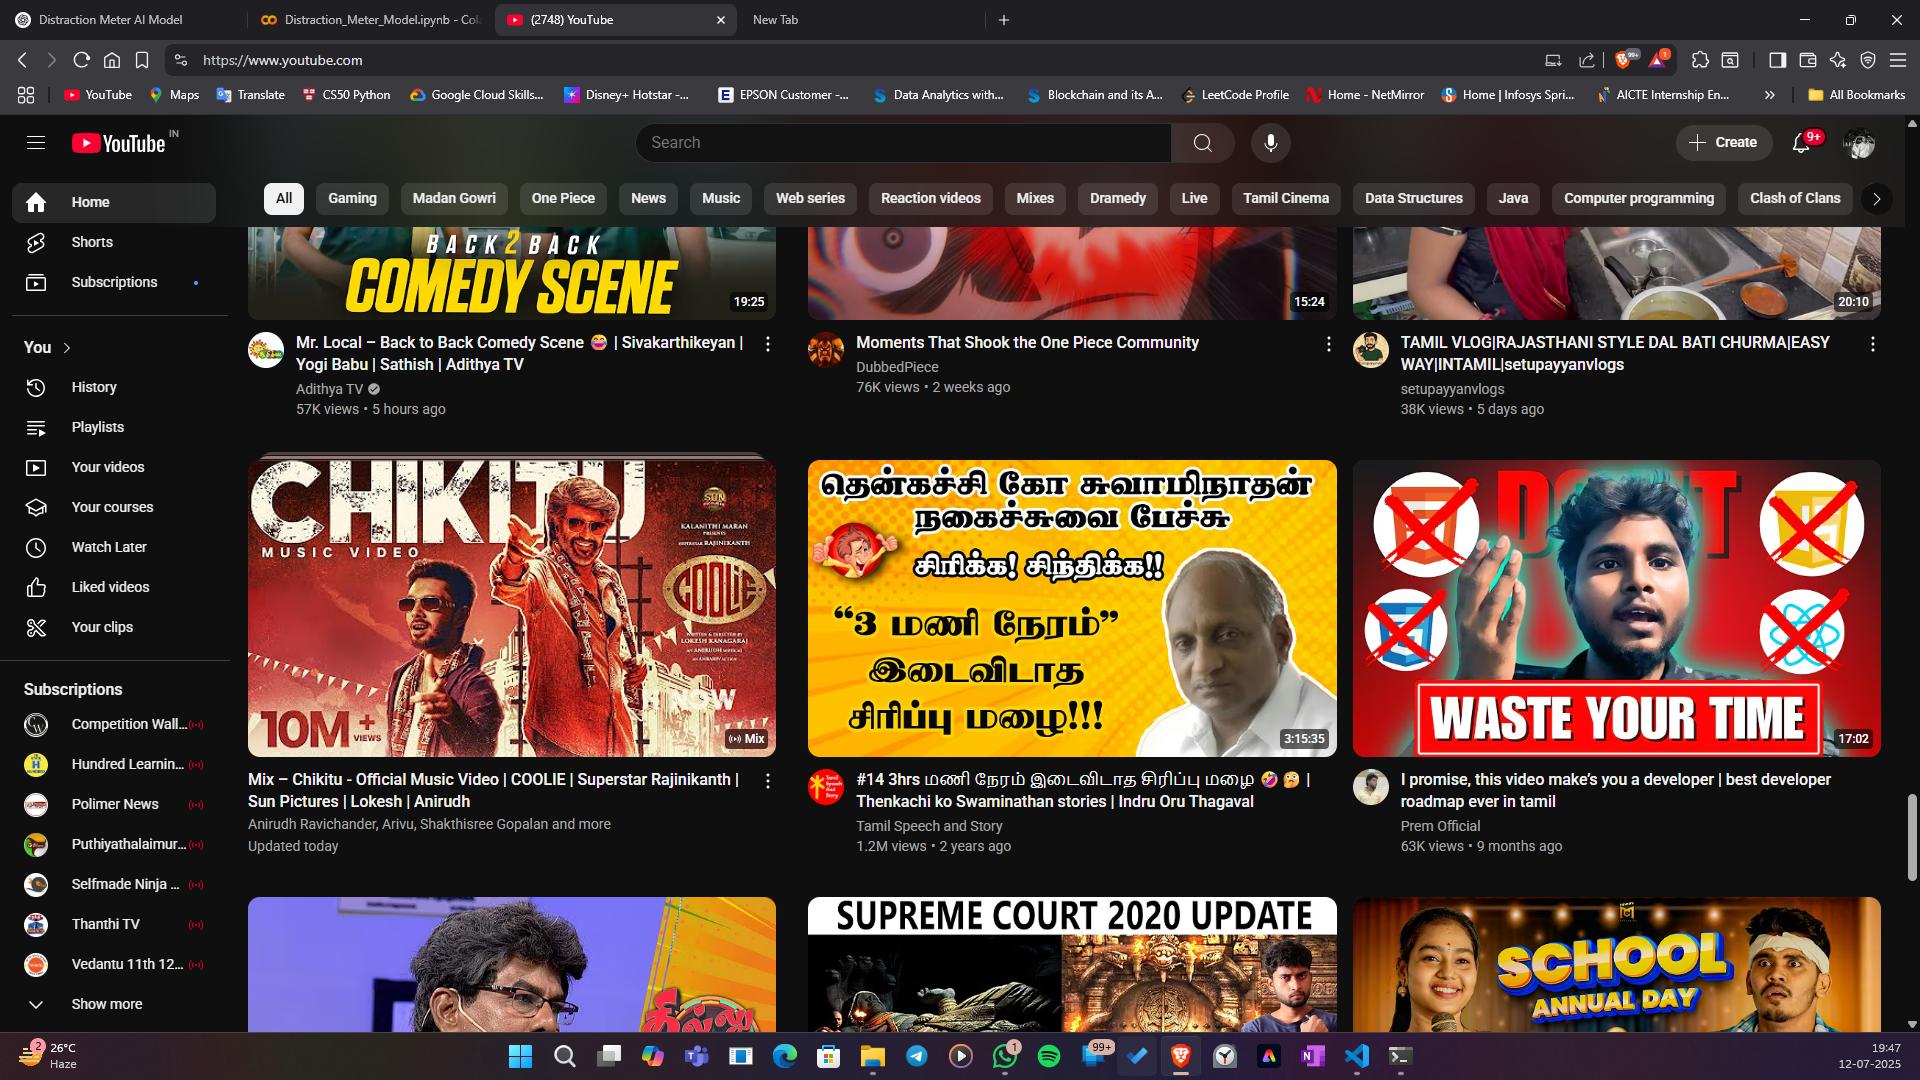 Distraction Meter AI Model
Distraction_Meter_Model.ipynb - Col
(2748) YouTube
New Tab
https://www.youtube.com
99+
1
YouTube
Maps
Translate
CS50 Python
Google Cloud Skills...
Disney+ Hotstar -...
EPSON Customer -...
Data Analytics with...
Blockchain and its A...
LeetCode Profile
Home - NetMirror
Home | Infosys Spri...
AICTE Internship En...
All Bookmarks
YouTube IN
Search
Create
9+
Home
Shorts
Subscriptions
You
History
Playlists
Your videos
Your courses
Watch Later
Liked videos
Your clips
Subscriptions
Competition Wall...
Hundred Learnin...
Polimer News
Puthiyathalaimur...
Selfmade Ninja ...
Thanthi TV
Vedantu 11th 12...
Show more
All
Gaming
Madan Gowri
One Piece
News
Music
Web series
Reaction videos
Mixes
Dramedy
Live
Tamil Cinema
Data Structures
Java
Computer programming
Clash of Clans
BACK 2 BACK
COMEDY SCENE
19:25
Mr. Local – Back to Back Comedy Scene 😂 | Sivakarthikeyan |
Yogi Babu | Sathish | Adithya TV
Adithya TV
57K views • 5 hours ago
15:24
Moments That Shook the One Piece Community
DubbedPiece
76K views • 2 weeks ago
20:10
TAMIL VLOG|RAJASTHANI STYLE DAL BATI CHURMA|EASY
WAY|INTAMIL|setupayyanvlogs
setupayyanvlogs
38K views • 5 days ago
CHIKITU
MUSIC VIDEO
SUN
KALANITHI MARAN
PRESENTS
SUPERSTAR RAJINIKANTH
COOLIE
WRITTEN & DIRECTED BY
LOKESH KANAGARAJ
AN ANIRUDH MUSICAL
NOW
10M+
VIEWS
Mix
Mix – Chikitu - Official Music Video | COOLIE | Superstar Rajinikanth |
Sun Pictures | Lokesh | Anirudh
Anirudh Ravichander, Arivu, Shakthisree Gopalan and more
Updated today
தென்கச்சி கோ சுவாமிநாதன்
நகைச்சுவை பேச்சு
சிரிக்க! சிந்திக்க!!
“3 மணி நேரம்”
இடைவிடாத
சிரிப்பு மழை!!!
3:15:35
#14 3hrs மணி நேரம் இடைவிடாத சிரிப்பு மழை 🤣 🤔 |
Thenkachi ko Swaminathan stories | Indru Oru Thagaval
Tamil Speech and Story
1.2M views • 2 years ago
DON'T
WASTE YOUR TIME
17:02
I promise, this video make’s you a developer | best developer
roadmap ever in tamil
Prem Official
63K views • 9 months ago
தில்லு
SUPREME COURT 2020 UPDATE
SCHOOL
ANNUAL DAY
2
26°C
Haze
1
99+
19:47
12-07-2025